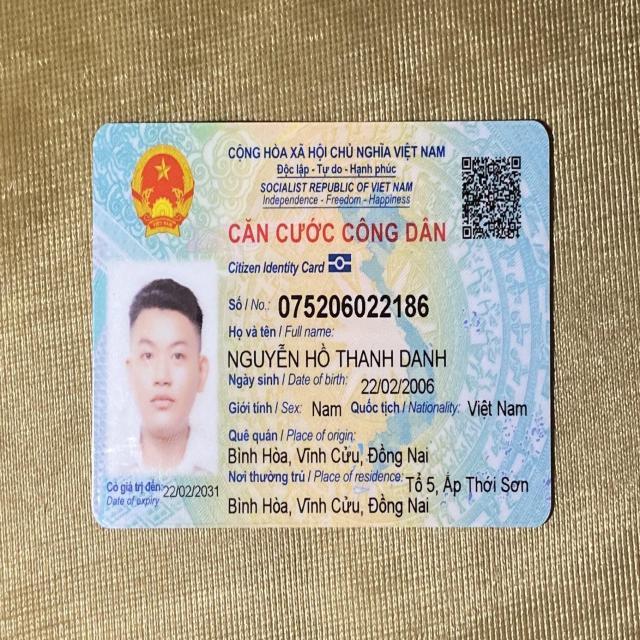 CỘNG HÒA XÃ HỘI CHỦ NGHĨA VIỆT NAM
Độc lập - Tự do - Hạnh phúc
SOCIALIST REPUBLIC OF VIET NAM
Independence - Freedom - Happiness
CĂN CƯỚC CÔNG DÂN
Citizen Identity Card
Số / No.: 075206022186
Họ và tên / Full name:
NGUYỄN HỒ THANH DANH
Ngày sinh / Date of birth: 22/02/2006
Giới tính / Sex: Nam Quốc tịch / Nationality: Việt Nam
Quê quán / Place of origin:
Bình Hòa, Vĩnh Cửu, Đồng Nai
Nơi thường trú / Place of residence: Tổ 5, Ấp Thới Sơn
Bình Hòa, Vĩnh Cửu, Đồng Nai
Có giá trị đến: 22/02/2031
Date of expiry